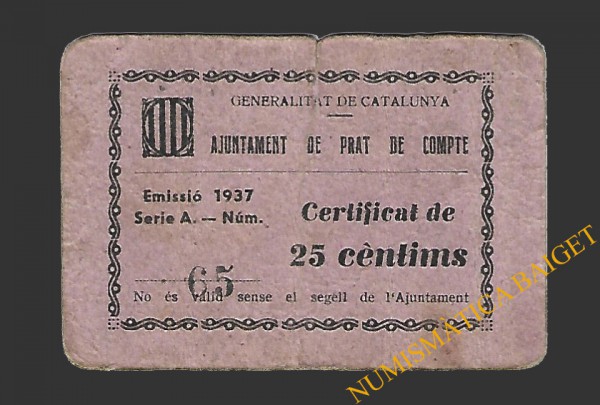 GENERALITAT DE CATALUNYA
AJUNTAMENT DE PRAT DE COMPTE
Emissió 1937
Serie A. — Núm.
65
Certificat de
25 cèntims
No és vàlid sense el segell de l'Ajuntament
NUMISMÀTICA BAIGET